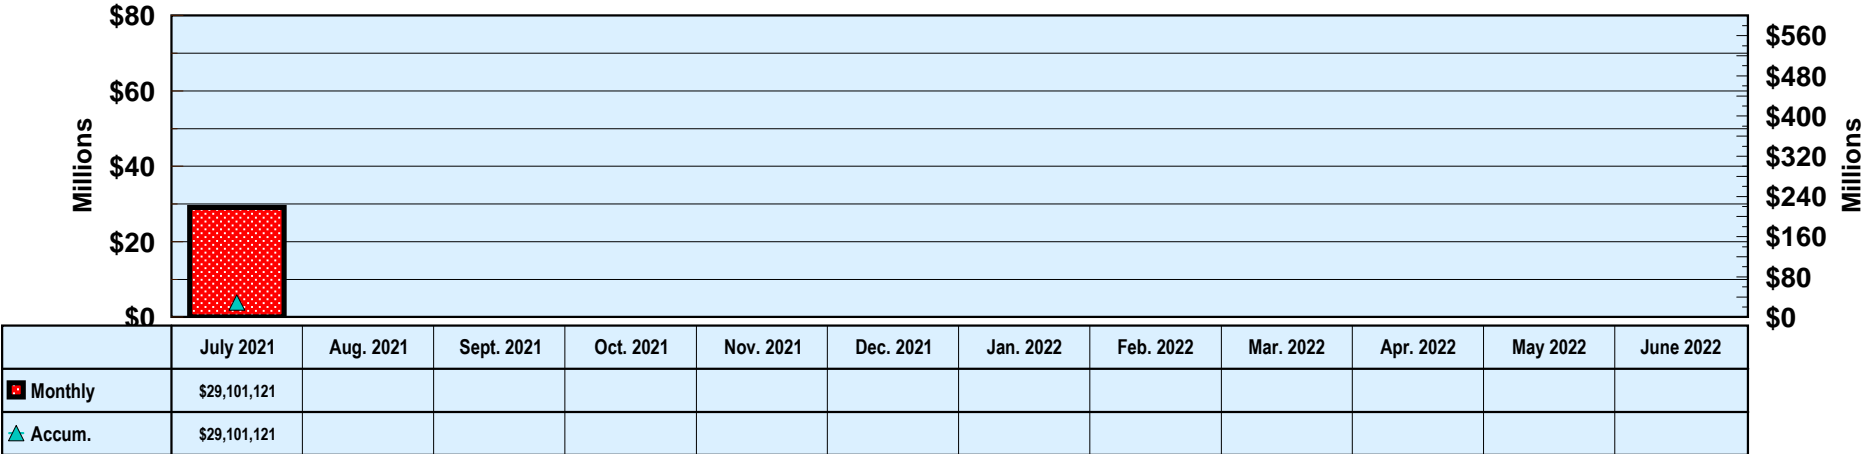 $80
$60
$40
$20
$0
Millions
$560
$480
$400
$320
$240
$160
$80
$0
Millions
July 2021 Aug. 2021 Sept. 2021 Oct. 2021 Nov. 2021 Dec. 2021 Jan. 2022 Feb. 2022 Mar. 2022 Apr. 2022 May 2022 June 2022
Monthly $29,101,121
Accum. $29,101,121